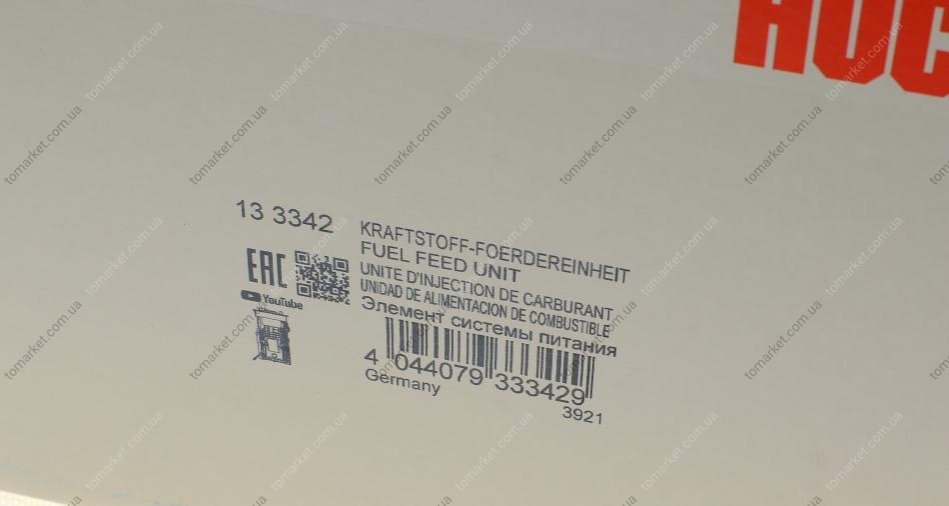 HUC
13 3342
KRAFTSTOFF-FOERDEREINHEIT
FUEL FEED UNIT
UNITE D'INJECTION DE CARBURANT
UNIDAD DE ALIMENTACION DE COMBUSTIBLE
Элемент системы питания
EAC
YouTube
4 044079 333429
Germany
3921
tomarket.com.ua